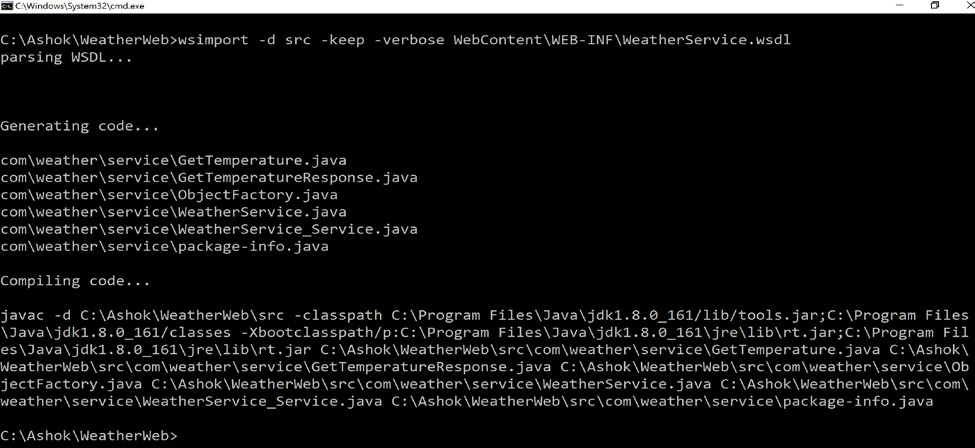 C:\Windows\System32\cmd.exe
C:\Ashok\WeatherWeb>wsimport -d src -keep -verbose WebContent\WEB-INF\WeatherService.wsdl
parsing WSDL...
Generating code...
com\weather\service\GetTemperature.java
com\weather\service\GetTemperatureResponse.java
com\weather\service\ObjectFactory.java
com\weather\service\WeatherService.java
com\weather\service\WeatherService_Service.java
com\weather\service\package-info.java
Compiling code...
javac -d C:\Ashok\WeatherWeb\src -classpath C:\Program Files\Java\jdk1.8.0_161/lib/tools.jar;C:\Program Files
\Java\jdk1.8.0_161/classes -Xbootclasspath/p:C:\Program Files\Java\jdk1.8.0_161\jre\lib\rt.jar;C:\Program Fil
es\Java\jdk1.8.0_161\jre\lib\rt.jar C:\Ashok\WeatherWeb\src\com\weather\service\GetTemperature.java C:\Ashok\
WeatherWeb\src\com\weather\service\GetTemperatureResponse.java C:\Ashok\WeatherWeb\src\com\weather\service\Ob
jectFactory.java C:\Ashok\WeatherWeb\src\com\weather\service\WeatherService.java C:\Ashok\WeatherWeb\src\com\
weather\service\WeatherService_Service.java C:\Ashok\WeatherWeb\src\com\weather\service\package-info.java
C:\Ashok\WeatherWeb>